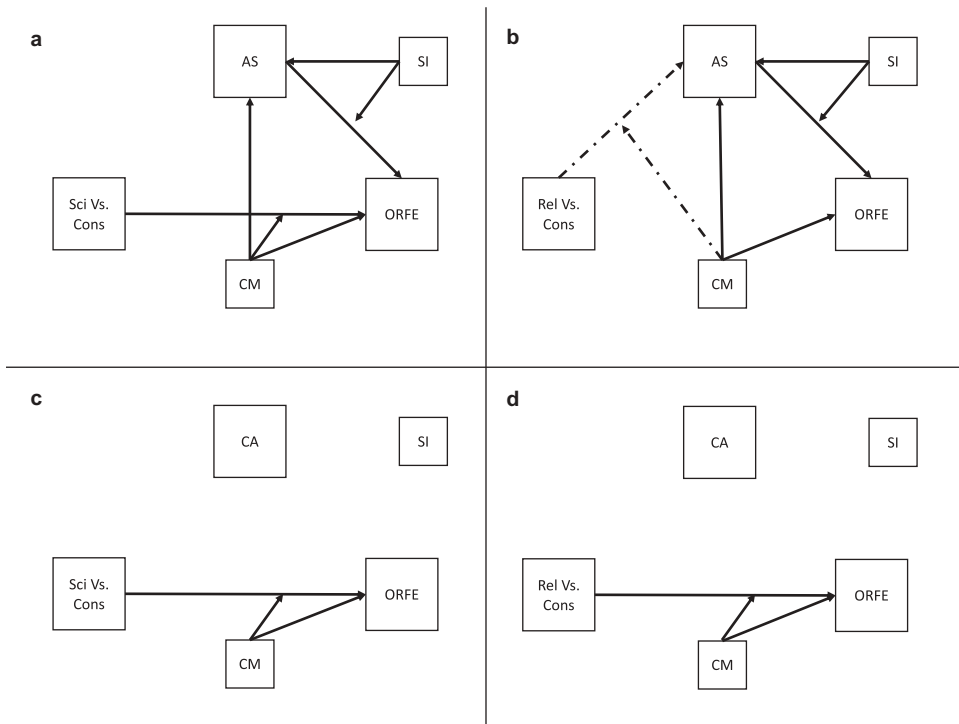 a
AS
SI
Sci Vs.
Cons
ORFE
CM
b
AS
SI
Rel Vs.
Cons
ORFE
CM
c
CA
SI
Sci Vs.
Cons
ORFE
CM
d
CA
SI
Rel Vs.
Cons
ORFE
CM